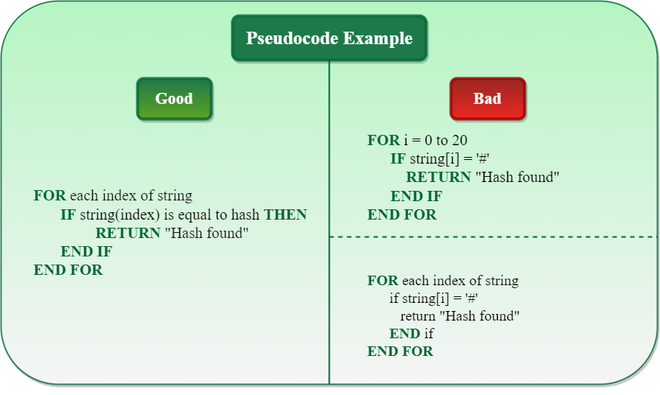 Pseudocode Example
Good
FOR each index of string
IF string(index) is equal to hash THEN
RETURN "Hash found"
END IF
END FOR
Bad
FOR i = 0 to 20
IF string[i] = '#'
RETURN "Hash found"
END IF
END FOR
FOR each index of string
if string[i] = '#'
return "Hash found"
END if
END FOR